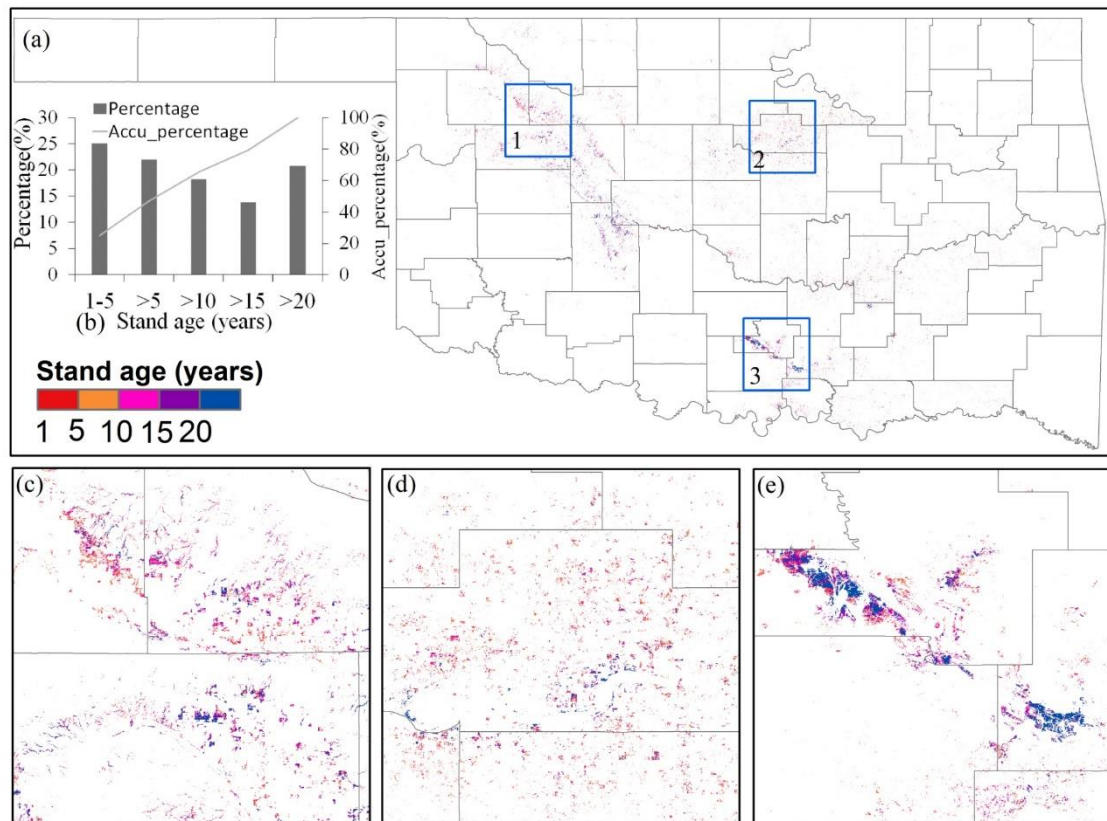 (a)
Percentage
Accu_percentage
30
25
20
15
10
5
0
Percentage(%)
100
80
60
40
20
0
Accu_percentage(%)
1-5 >5 >10 >15 >20
(b) Stand age (years)
Stand age (years)
1 5 10 15 20
1
2
3
(c)
(d)
(e)